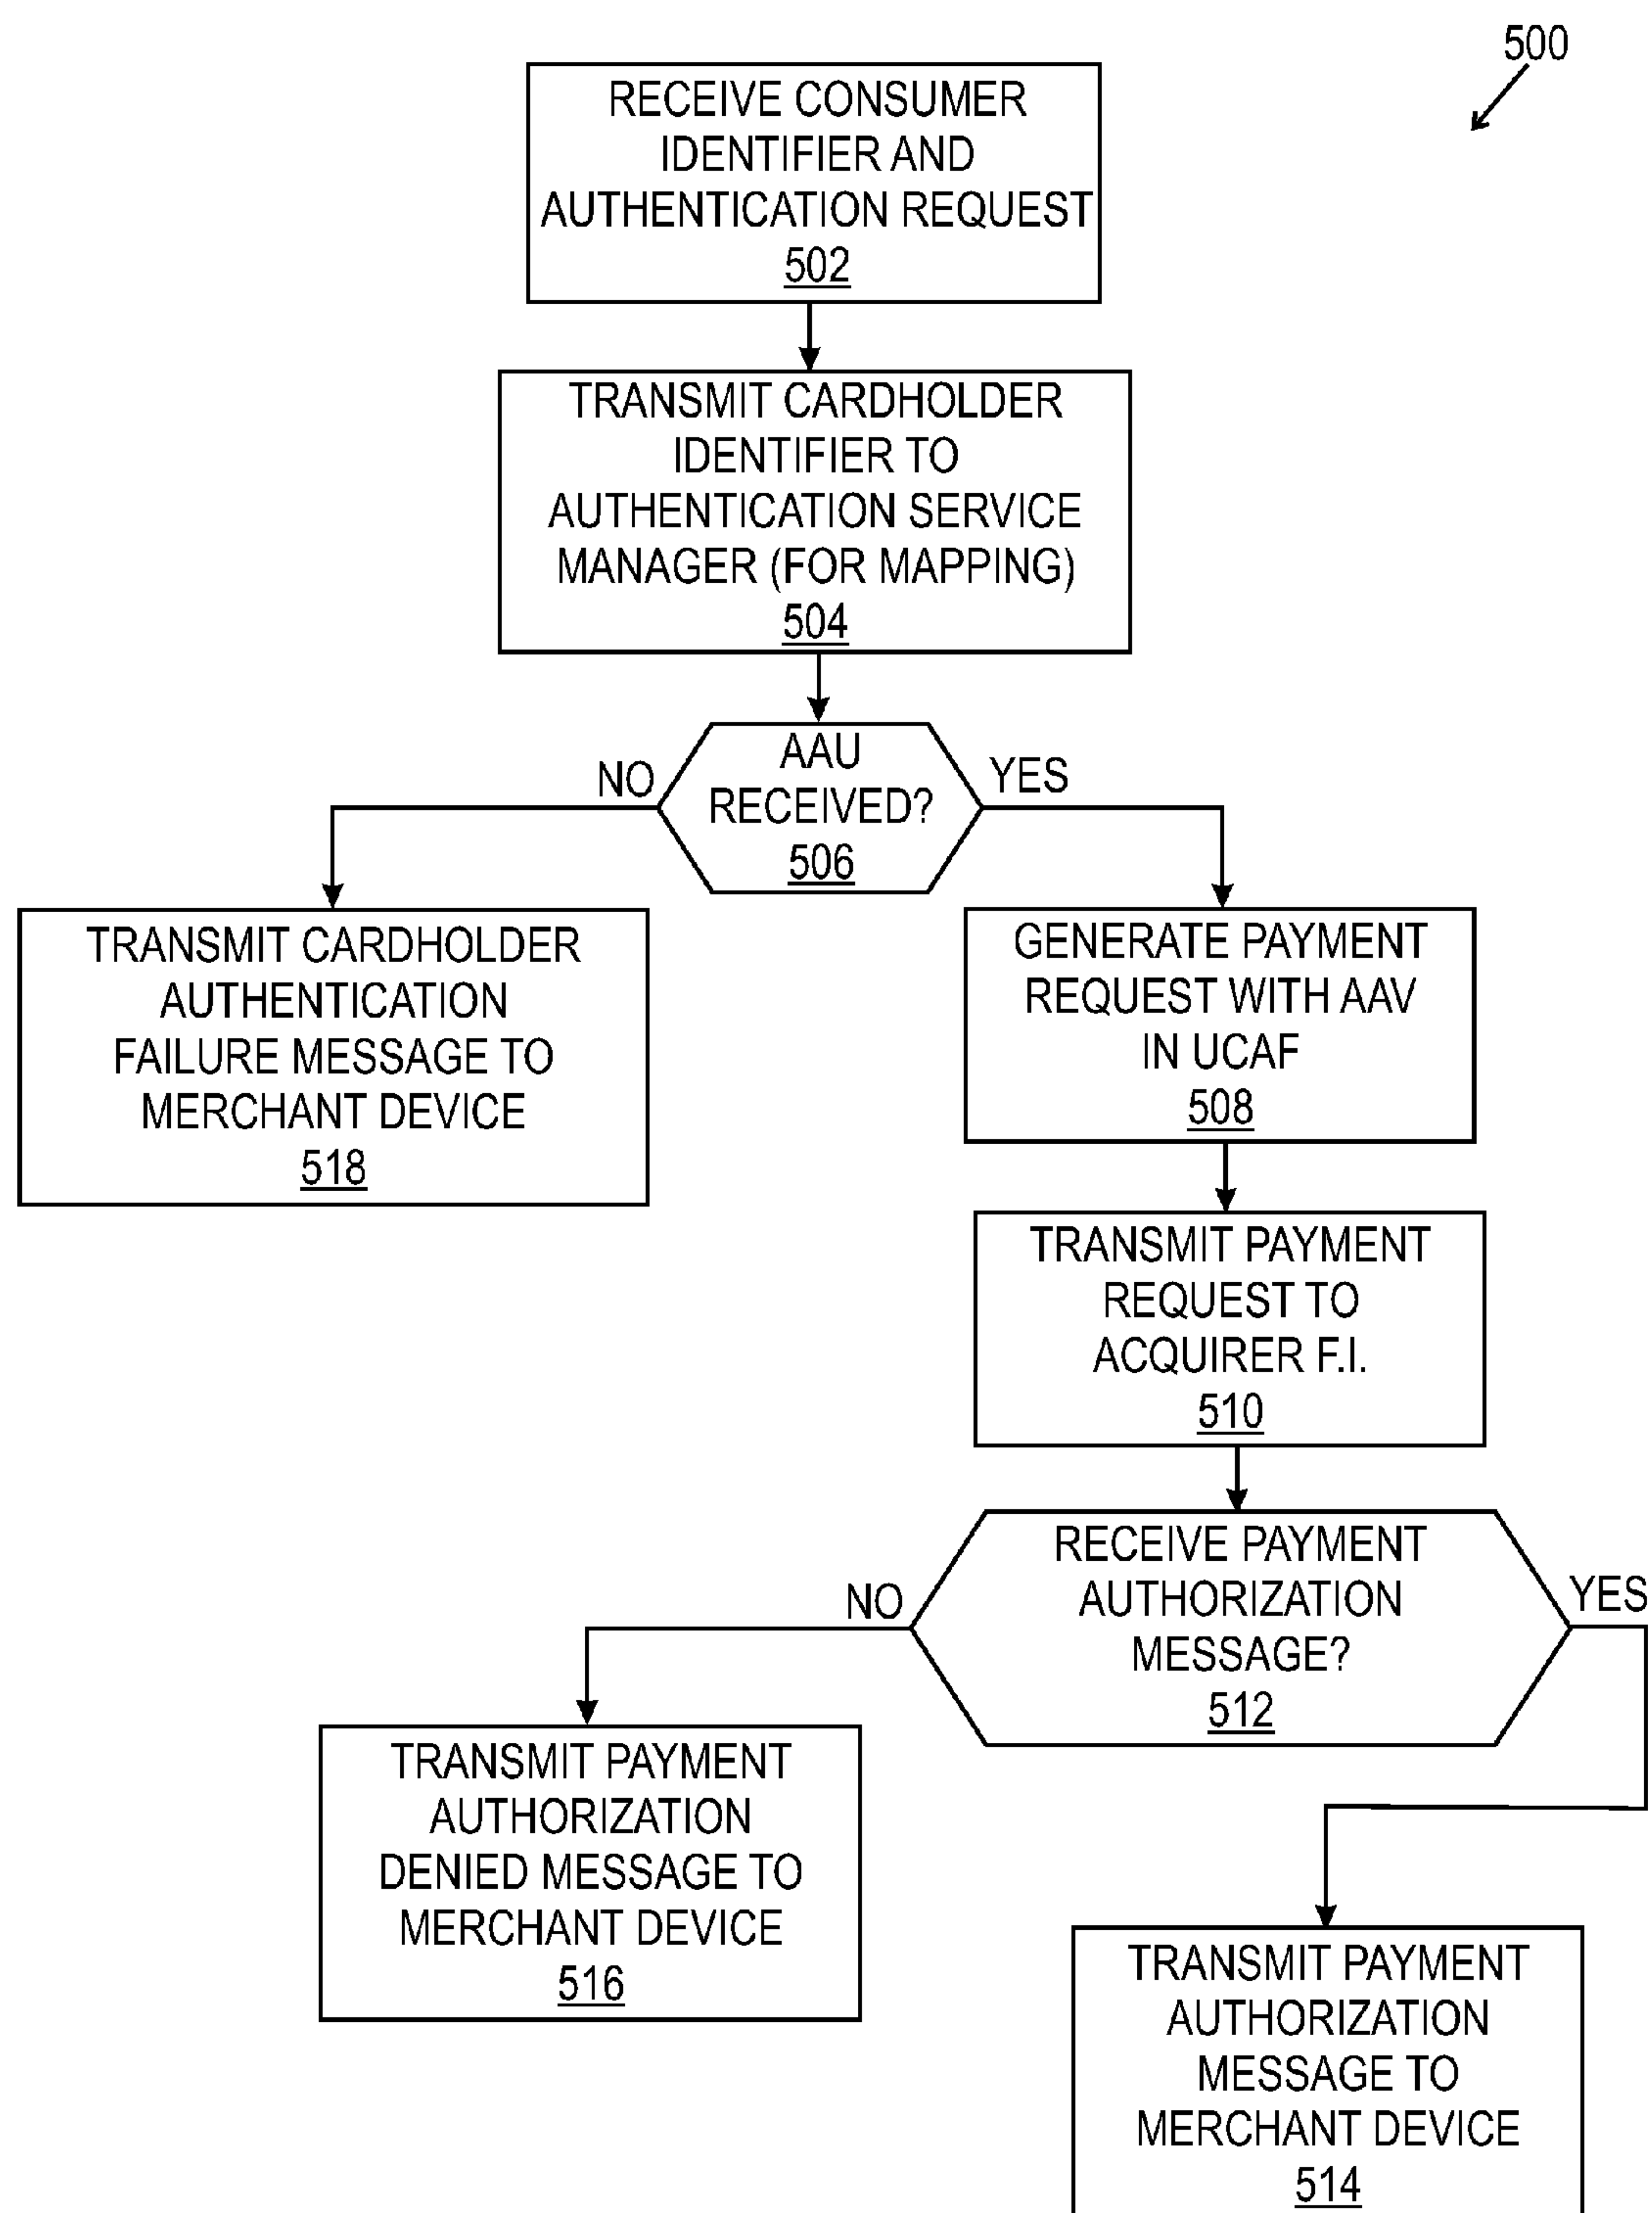 500
RECEIVE CONSUMER
IDENTIFIER AND
AUTHENTICATION REQUEST
502
TRANSMIT CARDHOLDER
IDENTIFIER TO
AUTHENTICATION SERVICE
MANAGER (FOR MAPPING)
504
AAU
RECEIVED?
506
NO
YES
TRANSMIT CARDHOLDER
AUTHENTICATION
FAILURE MESSAGE TO
MERCHANT DEVICE
518
GENERATE PAYMENT
REQUEST WITH AAV
IN UCAF
508
TRANSMIT PAYMENT
REQUEST TO
ACQUIRER F.I.
510
RECEIVE PAYMENT
AUTHORIZATION
MESSAGE?
512
NO
YES
TRANSMIT PAYMENT
AUTHORIZATION
DENIED MESSAGE TO
MERCHANT DEVICE
516
TRANSMIT PAYMENT
AUTHORIZATION
MESSAGE TO
MERCHANT DEVICE
514